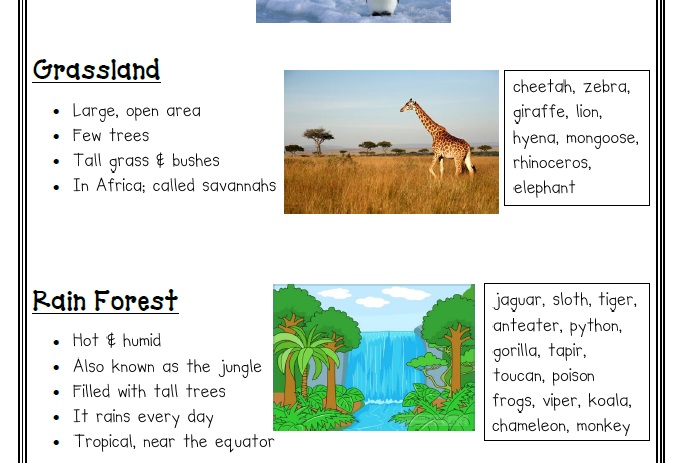 Grassland
• Large, open area
• Few trees
• Tall grass & bushes
• In Africa; called savannahs
cheetah, zebra,
giraffe, lion,
hyena, mongoose,
rhinoceros,
elephant
Rain Forest
• Hot & humid
• Also known as the jungle
• Filled with tall trees
• It rains every day
• Tropical, near the equator
jaguar, sloth, tiger,
anteater, python,
gorilla, tapir,
toucan, poison
frogs, viper, koala,
chameleon, monkey